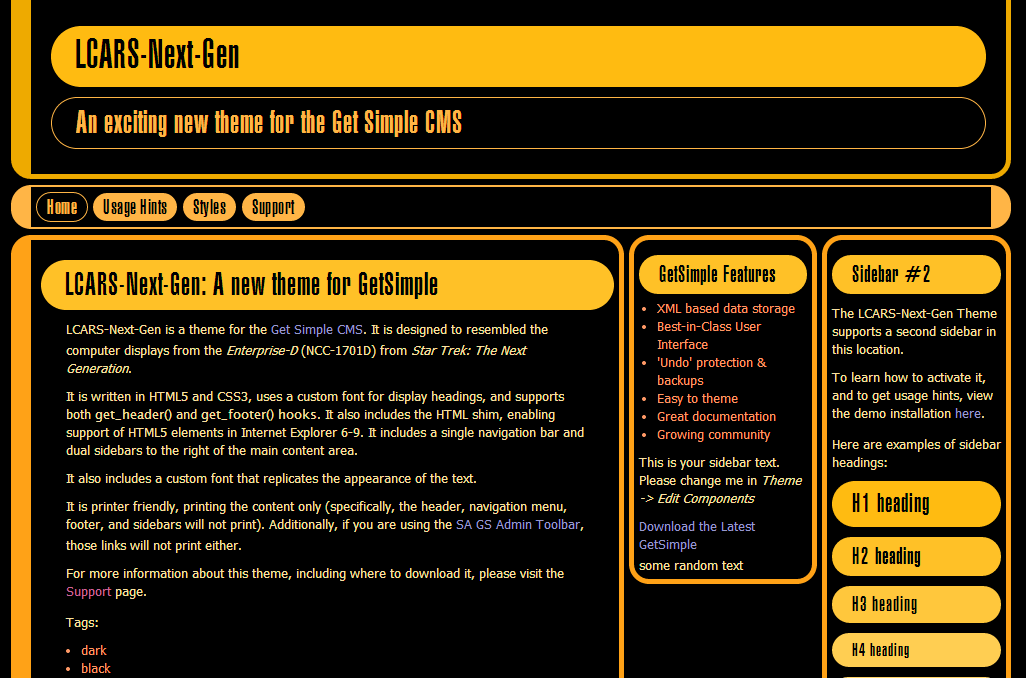 LCARS-Next-Gen
An exciting new theme for the Get Simple CMS
Home
Usage Hints
Styles
Support
LCARS-Next-Gen: A new theme for GetSimple
LCARS-Next-Gen is a theme for the Get Simple CMS. It is designed to resembled the
computer displays from the Enterprise-D (NCC-1701D) from Star Trek: The Next
Generation.
It is written in HTML5 and CSS3, uses a custom font for display headings, and supports
both get_header() and get_footer() hooks. It also includes the HTML shim, enabling
support of HTML5 elements in Internet Explorer 6-9. It includes a single navigation bar and
dual sidebars to the right of the main content area.
It also includes a custom font that replicates the appearance of the text.
It is printer friendly, printing the content only (specifically, the header, navigation menu,
footer, and sidebars will not print). Additionally, if you are using the SA GS Admin Toolbar,
those links will not print either.
For more information about this theme, including where to download it, please visit the
Support page.
Tags:
dark
black
GetSimple Features
XML based data storage
Best-in-Class User
Interface
'Undo' protection &
backups
Easy to theme
Great documentation
Growing community
This is your sidebar text.
Please change me in Theme
-> Edit Components
Download the Latest
GetSimple
some random text
Sidebar #2
The LCARS-Next-Gen Theme
supports a second sidebar in
this location.
To learn how to activate it,
and to get usage hints, view
the demo installation here.
Here are examples of sidebar
headings:
H1 heading
H2 heading
H3 heading
H4 heading